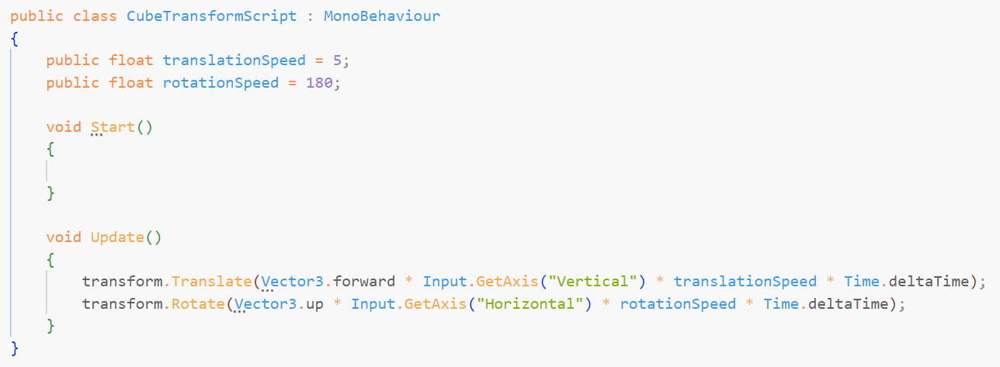 public class CubeTransformScript : MonoBehaviour
{
    public float translationSpeed = 5;
    public float rotationSpeed = 180;

    void Start()
    {

    }

    void Update()
    {
        transform.Translate(Vector3.forward * Input.GetAxis("Vertical") * translationSpeed * Time.deltaTime);
        transform.Rotate(Vector3.up * Input.GetAxis("Horizontal") * rotationSpeed * Time.deltaTime);
    }
}